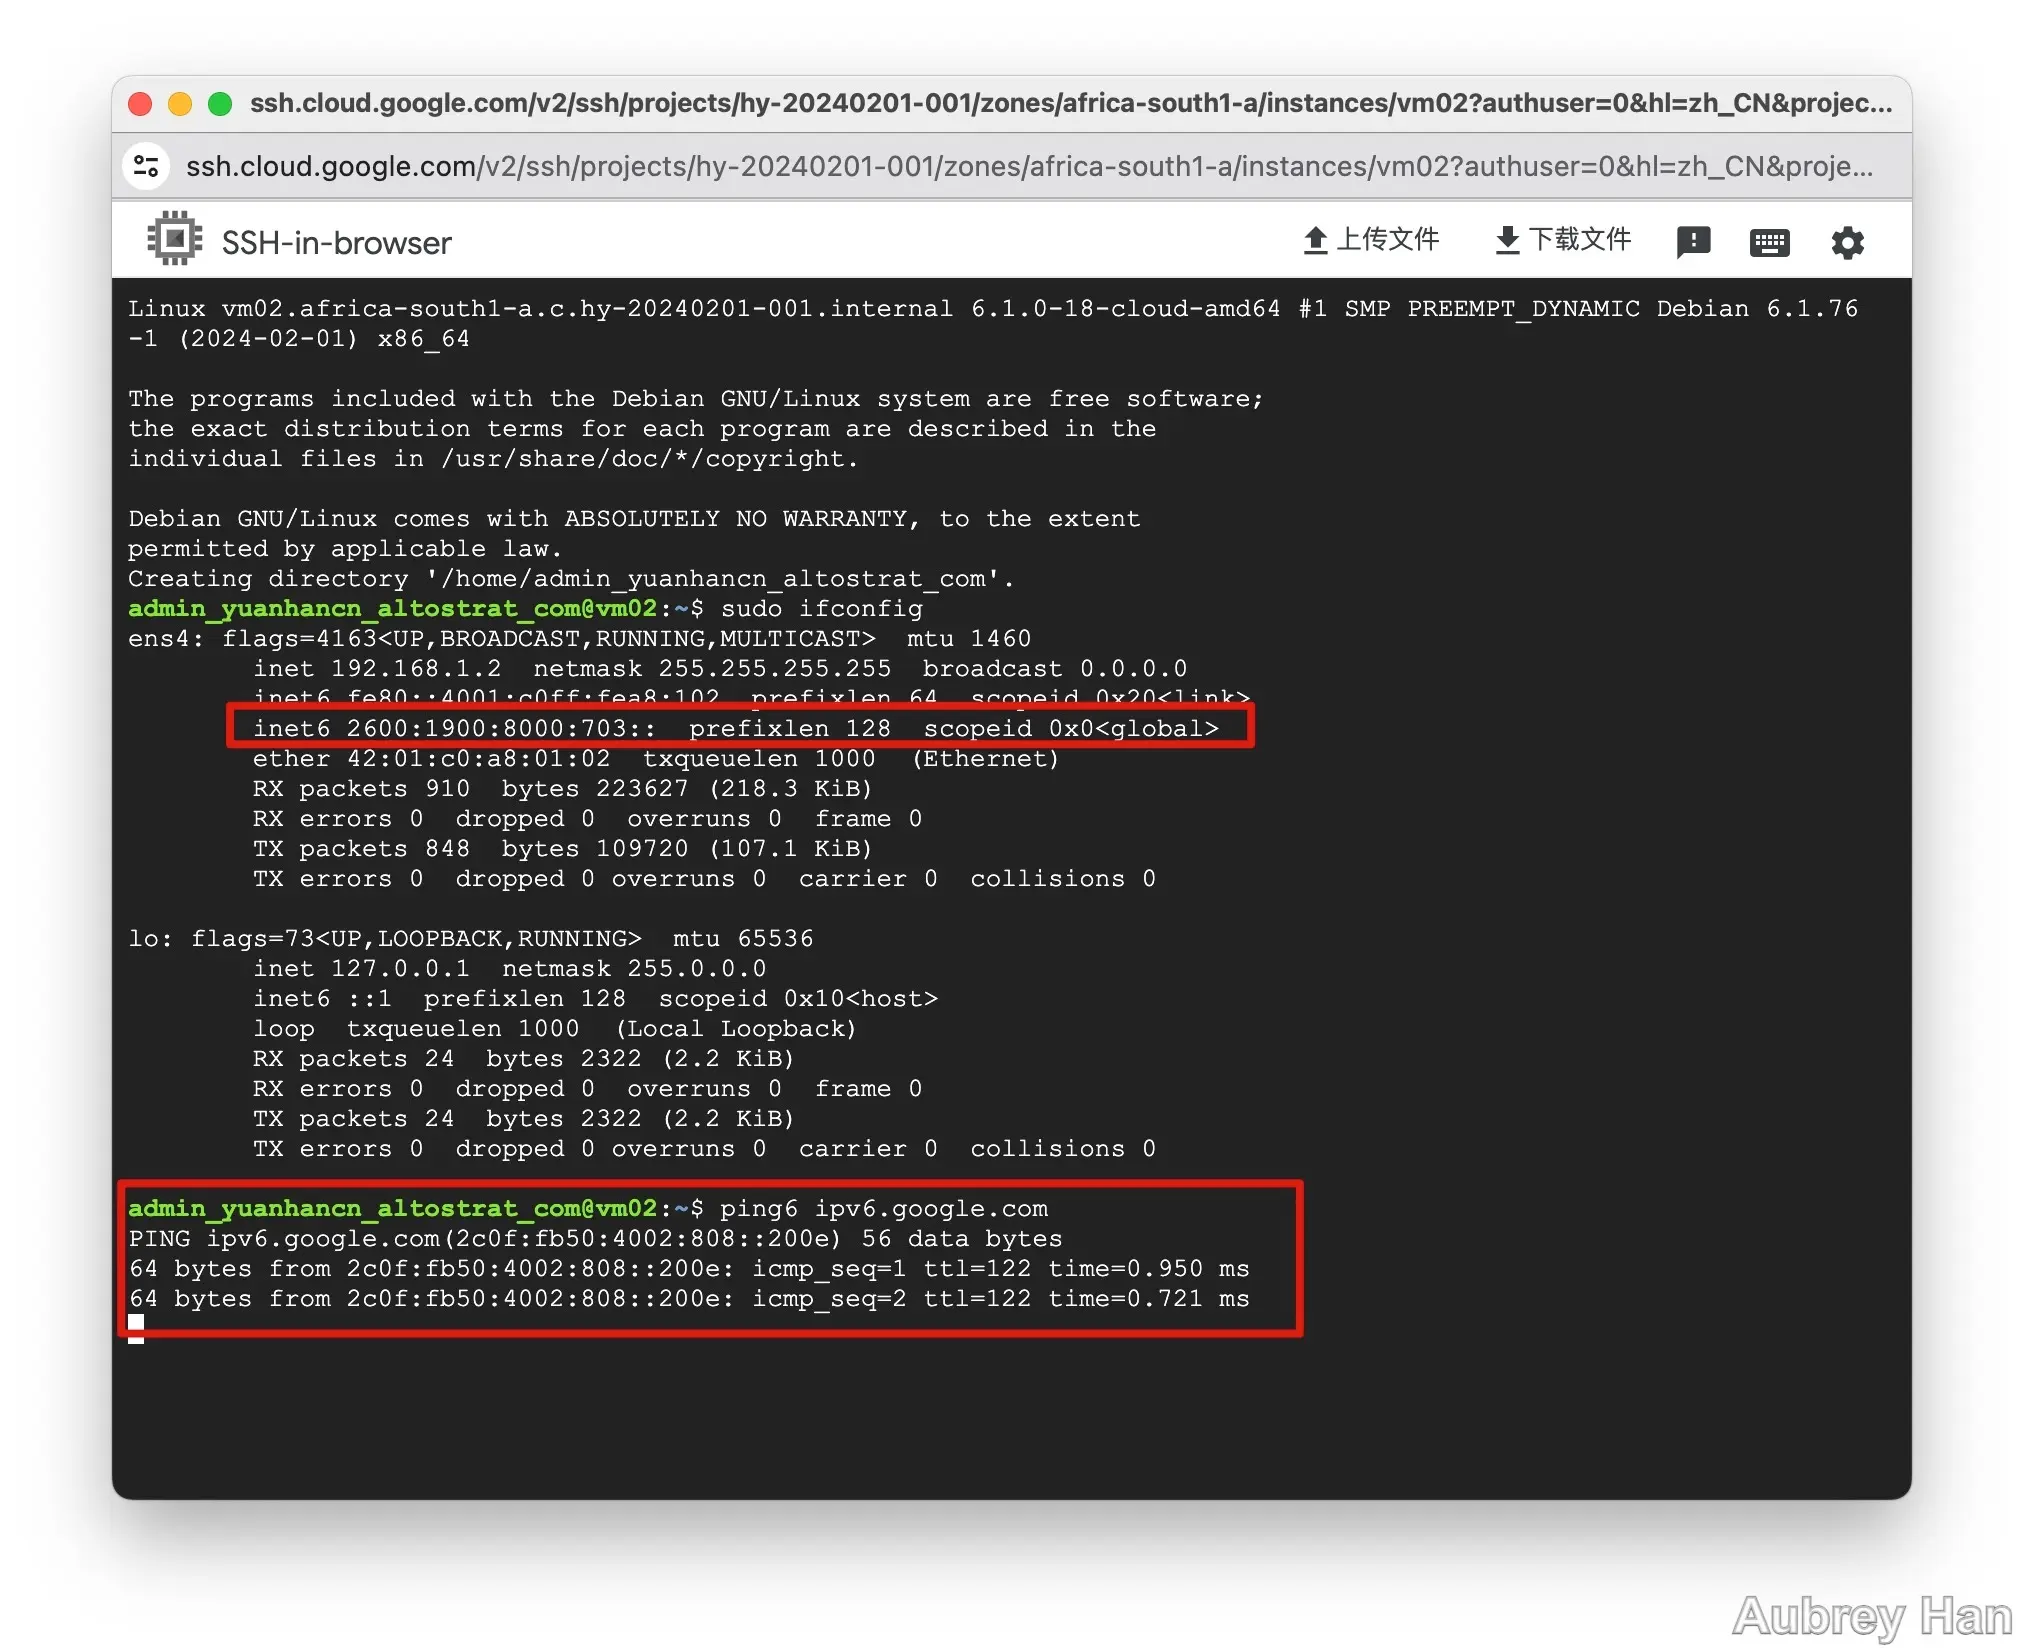 ssh.cloud.google.com/v2/ssh/projects/hy-20240201-001/zones/africa-south1-a/instances/vm02?authuser=0&hl=zh_CN&projec...
ssh.cloud.google.com/v2/ssh/projects/hy-20240201-001/zones/africa-south1-a/instances/vm02?authuser=0&hl=zh_CN&proje...
SSH-in-browser 上传文件 下载文件
Linux vm02.africa-south1-a.c.hy-20240201-001.internal 6.1.0-18-cloud-amd64 #1 SMP PREEMPT_DYNAMIC Debian 6.1.76
-1 (2024-02-01) x86_64
The programs included with the Debian GNU/Linux system are free software;
the exact distribution terms for each program are described in the
individual files in /usr/share/doc/*/copyright.
Debian GNU/Linux comes with ABSOLUTELY NO WARRANTY, to the extent
permitted by applicable law.
Creating directory '/home/admin_yuanhancn_altostrat_com'.
admin_yuanhancn_altostrat_com@vm02:~$ sudo ifconfig
ens4: flags=4163<UP,BROADCAST,RUNNING,MULTICAST>  mtu 1460
        inet 192.168.1.2  netmask 255.255.255.255  broadcast 0.0.0.0
        inet6 fe80::4001:c0ff:fea8:102  prefixlen 64  scopeid 0x20<link>
        inet6 2600:1900:8000:703::  prefixlen 128  scopeid 0x0<global>
        ether 42:01:c0:a8:01:02  txqueuelen 1000  (Ethernet)
        RX packets 910  bytes 223627 (218.3 KiB)
        RX errors 0  dropped 0  overruns 0  frame 0
        TX packets 848  bytes 109720 (107.1 KiB)
        TX errors 0  dropped 0 overruns 0  carrier 0  collisions 0
lo: flags=73<UP,LOOPBACK,RUNNING>  mtu 65536
        inet 127.0.0.1  netmask 255.0.0.0
        inet6 ::1  prefixlen 128  scopeid 0x10<host>
        loop  txqueuelen 1000  (Local Loopback)
        RX packets 24  bytes 2322 (2.2 KiB)
        RX errors 0  dropped 0  overruns 0  frame 0
        TX packets 24  bytes 2322 (2.2 KiB)
        TX errors 0  dropped 0 overruns 0  carrier 0  collisions 0
admin_yuanhancn_altostrat_com@vm02:~$ ping6 ipv6.google.com
PING ipv6.google.com(2c0f:fb50:4002:808::200e) 56 data bytes
64 bytes from 2c0f:fb50:4002:808::200e: icmp_seq=1 ttl=122 time=0.950 ms
64 bytes from 2c0f:fb50:4002:808::200e: icmp_seq=2 ttl=122 time=0.721 ms
Aubrey Han